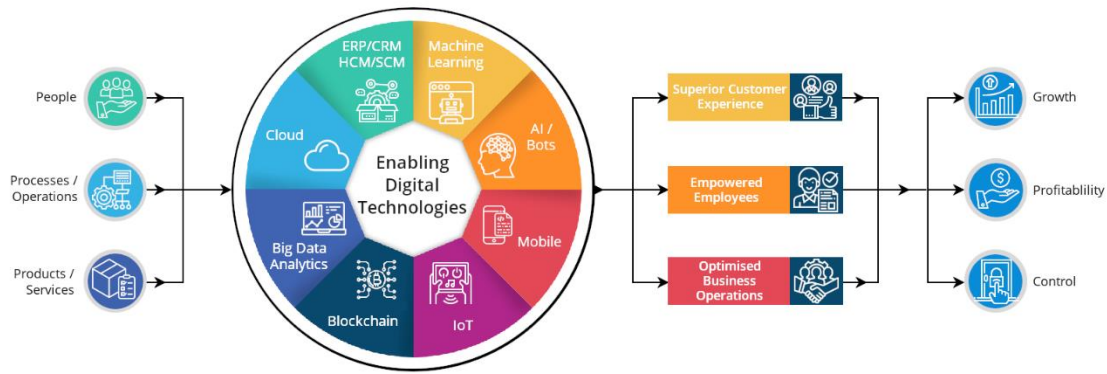 People
Processes /
Operations
Products /
Services
ERP/CRM
HCM/SCM
Machine
Learning
Cloud
AI /
Bots
Enabling
Digital
Technologies
Big Data
Analytics
Mobile
Blockchain
IoT
Superior Customer
Experience
Empowered
Employees
Optimised
Business
Operations
Growth
Profitablility
Control